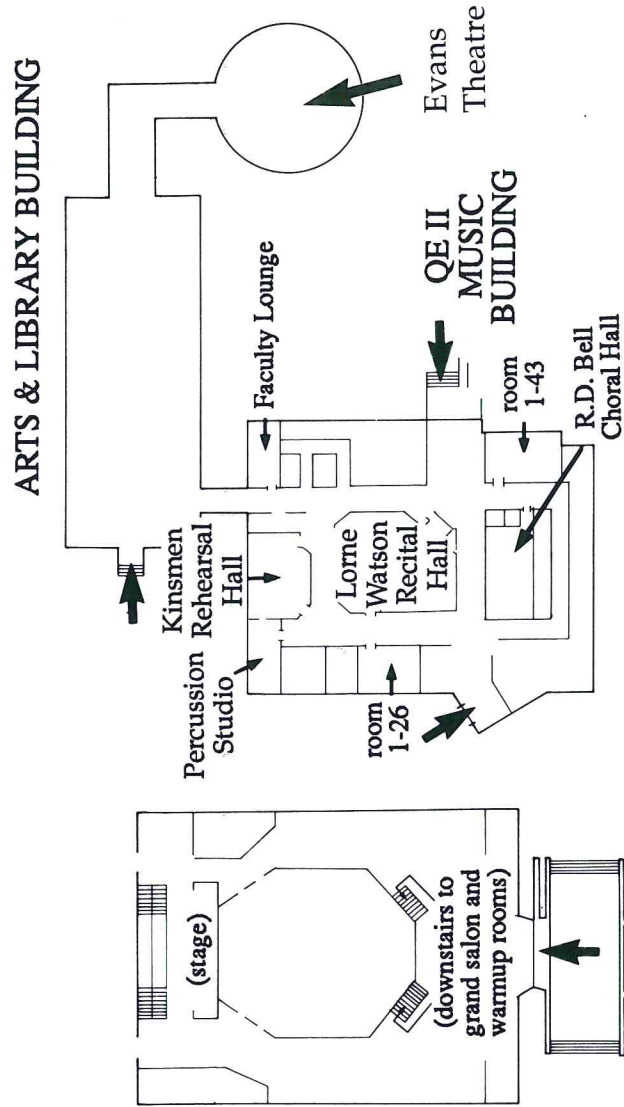 ARTS & LIBRARY BUILDING
Evans
Theatre
Faculty Lounge
QE II
MUSIC
BUILDING
Kinsmen
Rehearsal
Hall
Percussion
Studio
Lorne
Watson
Recital
Hall
room
1-43
R.D. Bell
Choral Hall
room
1-26
(stage)
(downstairs to
grand salon and
warmup rooms)